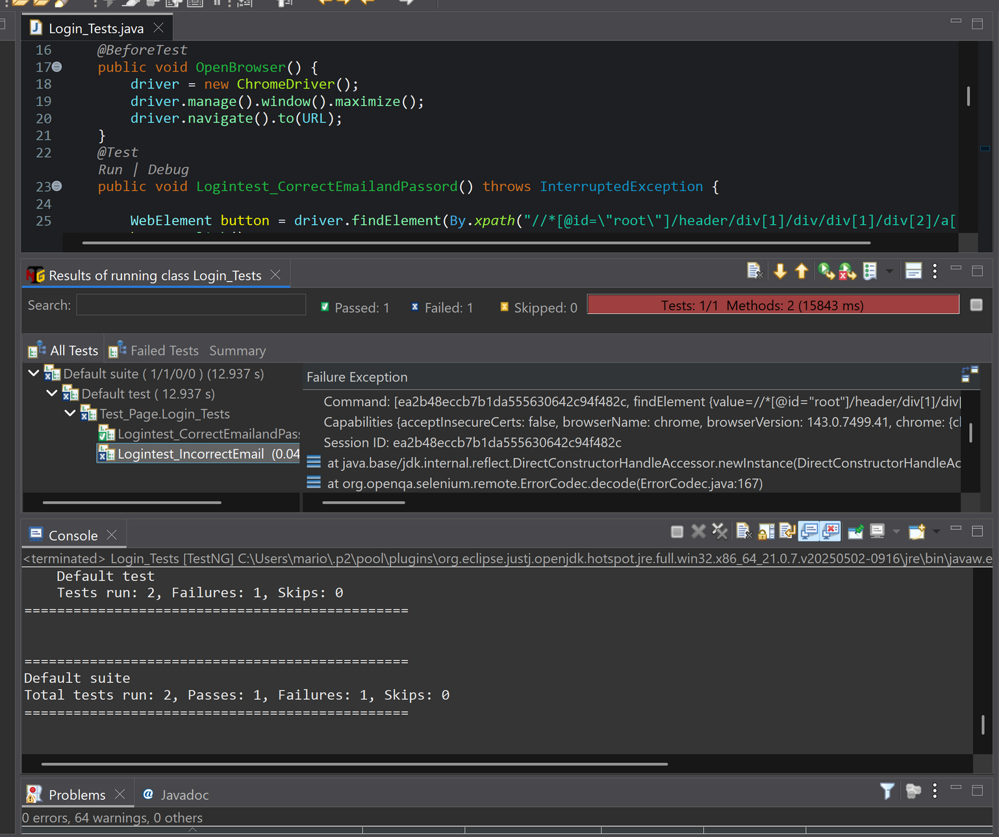 Login_Tests.java
16 @BeforeTest
17 public void OpenBrowser() {
18 driver = new ChromeDriver();
19 driver.manage().window().maximize();
20 driver.navigate().to(URL);
21 }
22 @Test
Run | Debug
23 public void Logintest_CorrectEmailandPassord() throws InterruptedException {
24
25 WebElement button = driver.findElement(By.xpath("//*[@id=\"root\"]/header/div[1]/div/div[1]/div[2]/a[
Results of running class Login_Tests
Search: Passed: 1 Failed: 1 Skipped: 0 Tests: 1/1 Methods: 2 (15843 ms)
All Tests Failed Tests Summary
Default suite ( 1/1/0/0 ) (12.937 s)
Default test ( 12.937 s)
Test_Page.Login_Tests
Logintest_CorrectEmailandPas
Logintest_IncorrectEmail (0.04
Failure Exception
Command: [ea2b48eccb7b1da555630642c94f482c, findElement {value=//*[@id="root"]/header/div[1]/div
Capabilities {acceptInsecureCerts: false, browserName: chrome, browserVersion: 143.0.7499.41, chrome: {c
Session ID: ea2b48eccb7b1da555630642c94f482c
at java.base/jdk.internal.reflect.DirectConstructorHandleAccessor.newInstance(DirectConstructorHandleAc
at org.openqa.selenium.remote.ErrorCodec.decode(ErrorCodec.java:167)
Console
<terminated> Login_Tests [TestNG] C:\Users\mario\.p2\pool\plugins\org.eclipse.justj.openjdk.hotspot.jre.full.win32.x86_64_21.0.7.v20250502-0916\jre\bin\javaw.e
Default test
Tests run: 2, Failures: 1, Skips: 0
===============================================
===============================================
Default suite
Total tests run: 2, Passes: 1, Failures: 1, Skips: 0
===============================================
Problems @ Javadoc
0 errors, 64 warnings, 0 others